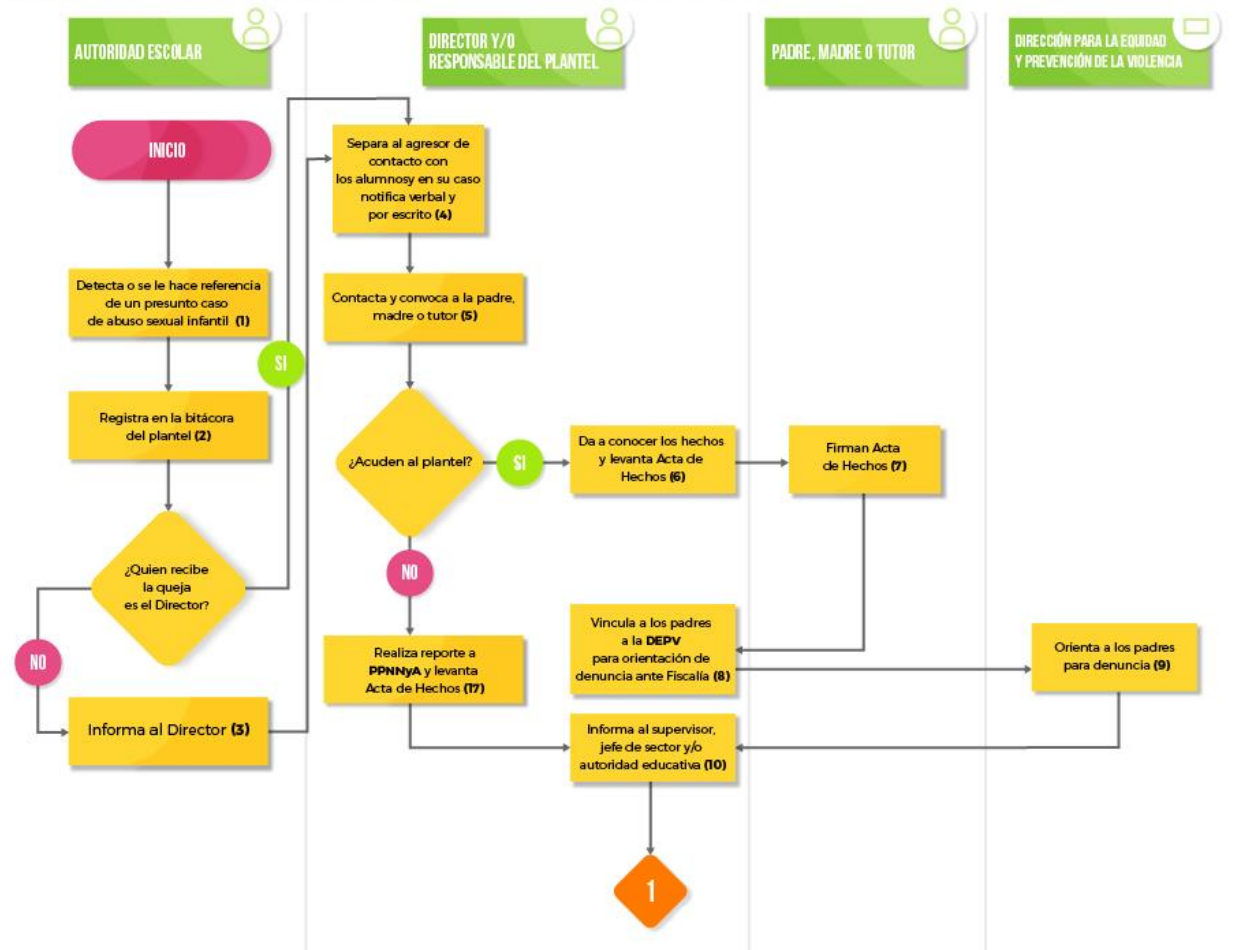 AUTORIDAD ESCOLAR
DIRECTOR Y/O
RESPONSABLE DEL PLANTEL
PADRE, MADRE O TUTOR
DIRECCIÓN PARA LA EQUIDAD
Y PREVENCIÓN DE LA VIOLENCIA
INICIO
Detecta o se le hace referencia
de un presunto caso
de abuso sexual infantil (1)
Registra en la bitácora
del plantel (2)
¿Quien recibe
la queja
es el Director?
SI
NO
Informa al Director (3)
Separa al agresor de
contacto con
los alumnosy en su caso
notifica verbal y
por escrito (4)
Contacta y convoca a la padre,
madre o tutor (5)
¿Acuden al plantel?
SI
NO
Da a conocer los hechos
y levanta Acta de
Hechos (6)
Firman Acta
de Hechos (7)
Realiza reporte a
PPNNyA y levanta
Acta de Hechos (17)
Vincula a los padres
a la DEPV
para orientación de
denuncia ante Fiscalía (8)
Orienta a los padres
para denuncia (9)
Informa al supervisor,
jefe de sector y/o
autoridad educativa (10)
1